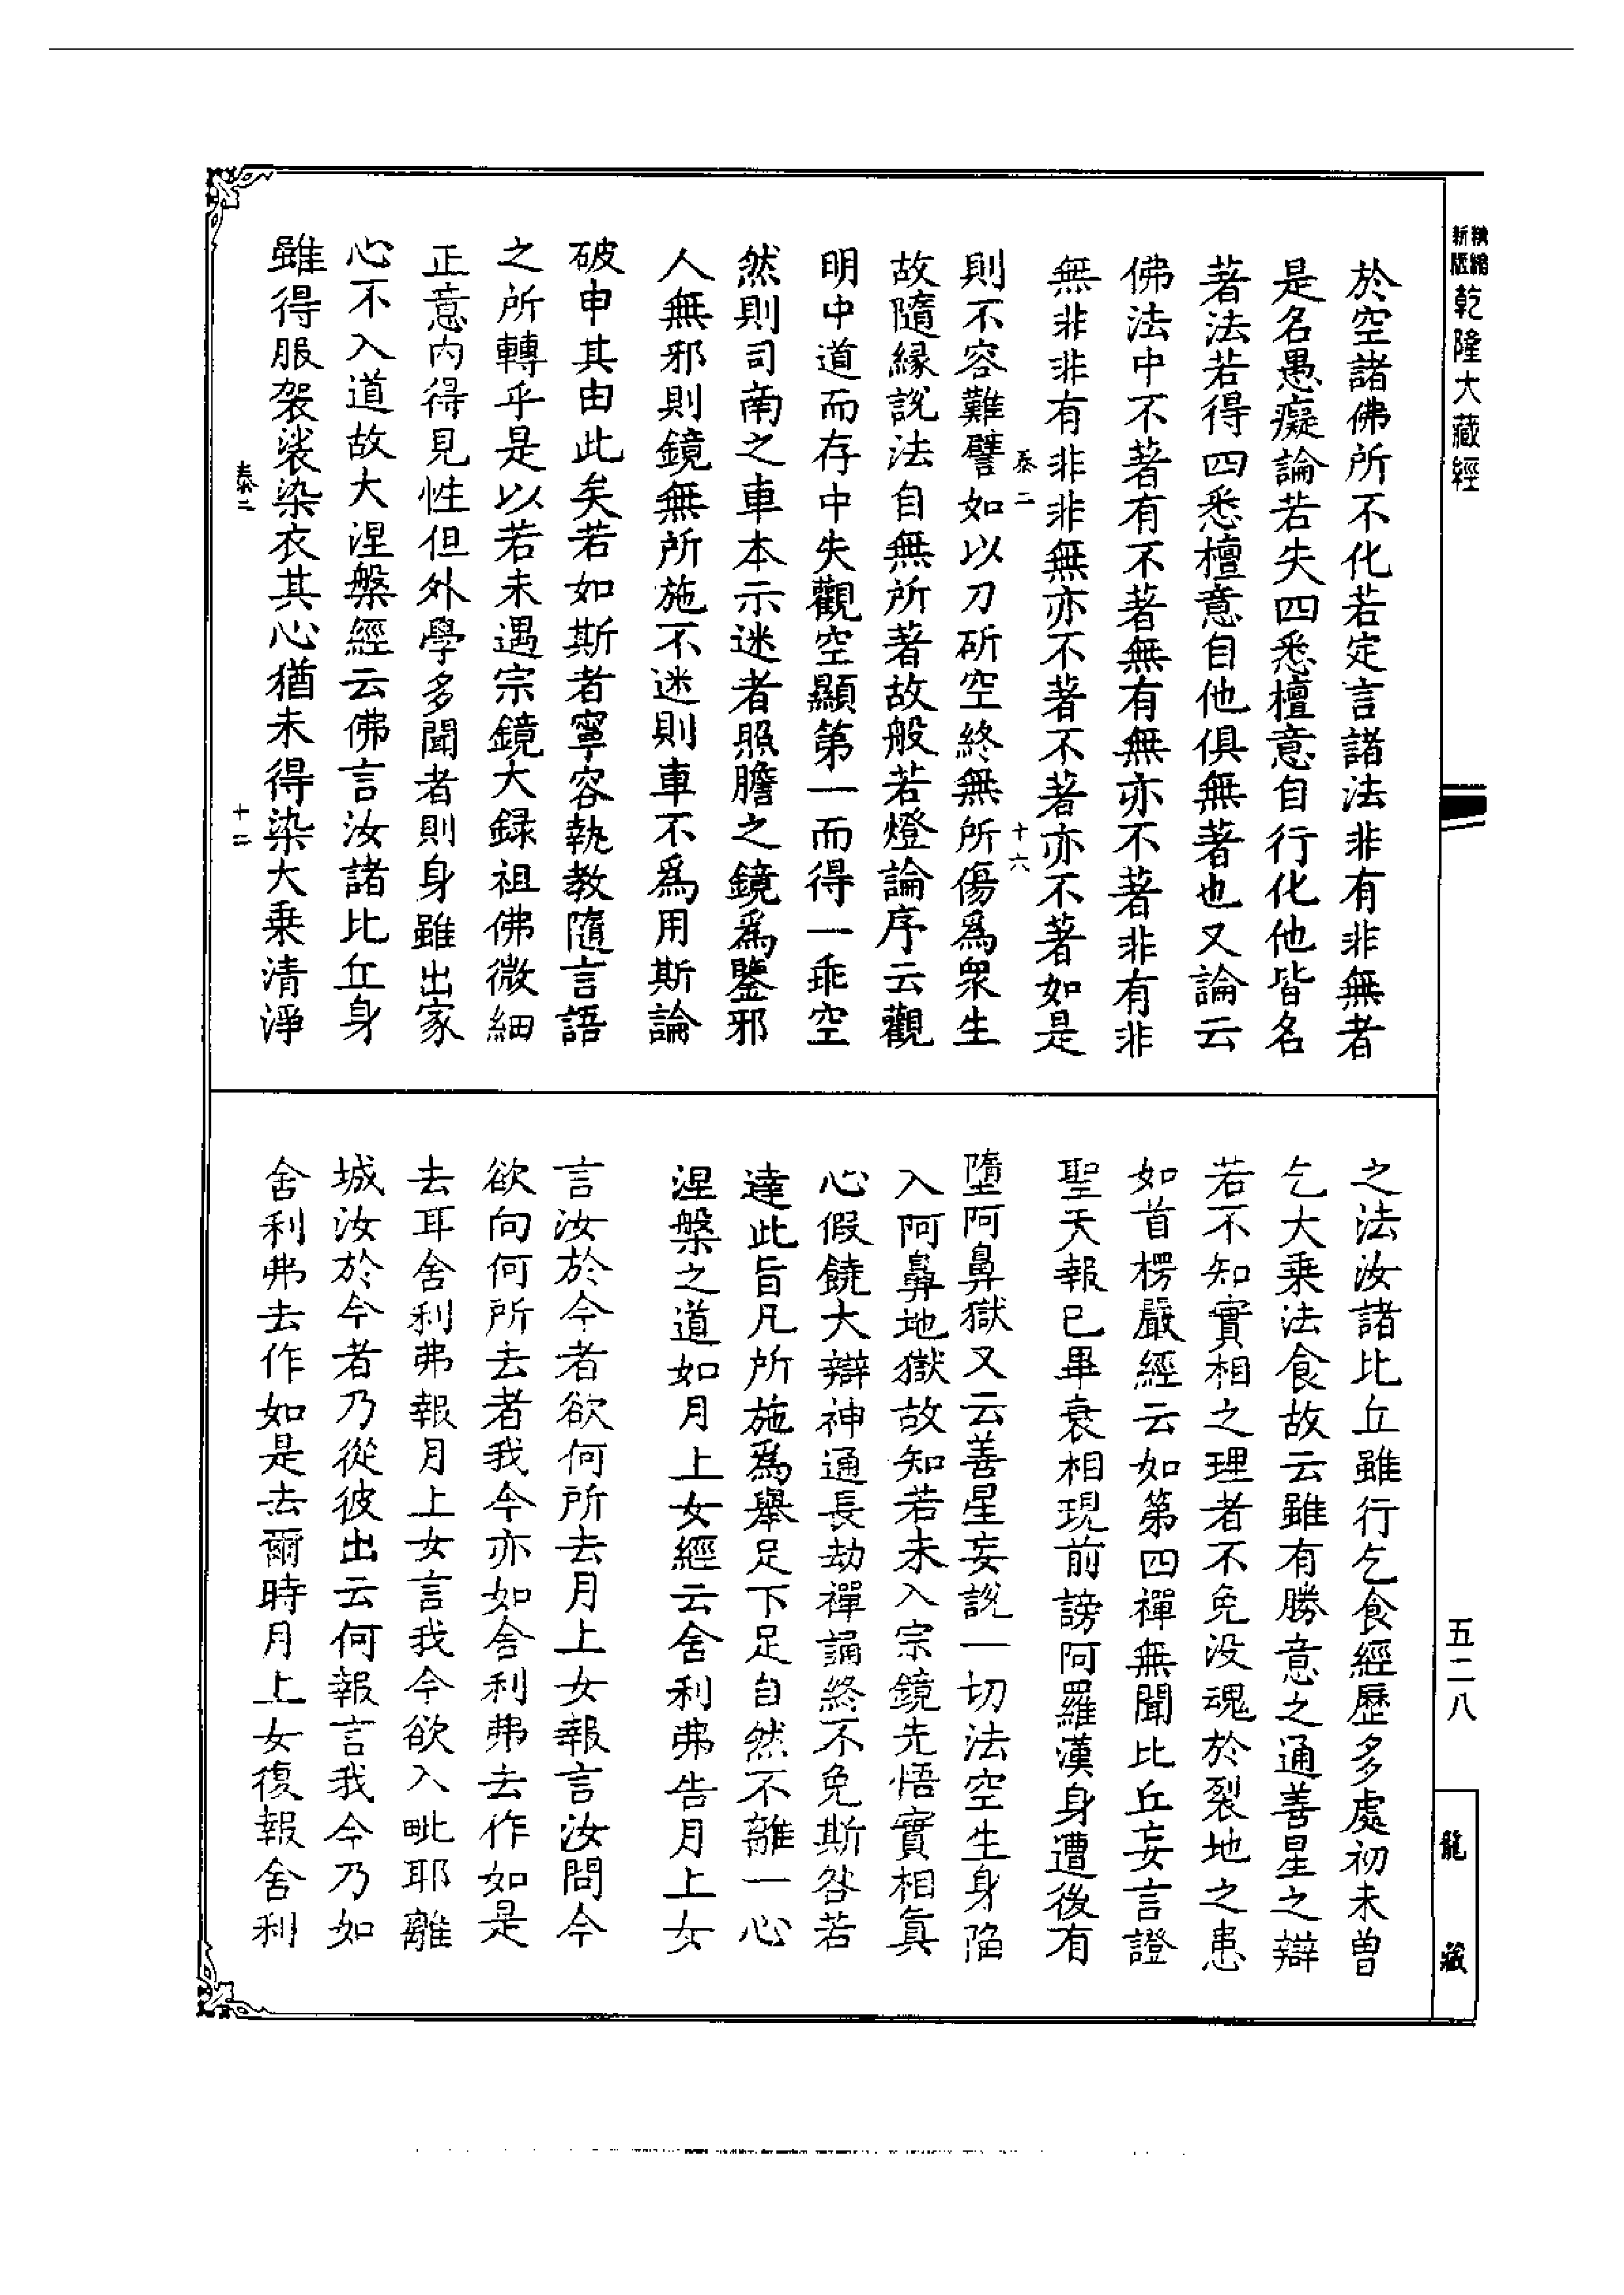 新版 精縮 乾隆大藏經
於空諸佛所不化若定言諸法非有非無者
是名愚癡論若失四悉檀意自行化他皆名
著法若得四悉檀意自他俱無著也又論云
佛法中不著有不著無有無亦不著非有非
無非非有非非無亦不著不著亦不著如是
泰二 十六
則不容難譬如以刀斫空終無所傷爲衆生
故隨緣說法自無所著故般若燈論序云觀
明中道而存中失觀空顯第一而得一乖空
然則司南之車本示迷者照膽之鏡爲鑒邪
人無邪則鏡無所施不迷則車不爲用斯論
破申其由此矣若如斯者寧容執教隨言語
之所轉乎是以若未遇宗鏡大録祖佛微細
正意内得見性但外學多聞者則身雖出家
心不入道故大涅槃經云佛言汝諸比丘身
雖得服袈裟染衣其心猶未得染大乗清淨
泰二 十二
之法汝諸比丘雖行乞食經歷多處初未曾
乞大乗法食故云雖有勝意之通善星之辯
若不知實相之理者不免没魂於裂地之患
如首楞嚴經云如第四禪無聞比丘妄言證
聖天報已畢衰相現前謗阿羅漢身遭後有
墮阿鼻獄又云善星妄說一切法空生身陷
入阿鼻地獄故知若未入宗鏡先悟實相眞
心假饒大辯神通長劫禪誦終不免斯咎若
達此旨凡所施爲舉足下足自然不離一心
涅槃之道如月上女經云舍利弗告月上女
言汝於今者欲何所去月上女報言汝問今
欲向何所去者我今亦如舍利弗去作如是
去耳舍利弗報月上女言我今欲入毗耶離
城汝於今者乃從彼出云何報言我今乃如
舍利弗去作如是去爾時月上女復報舍利
五二八
龍藏